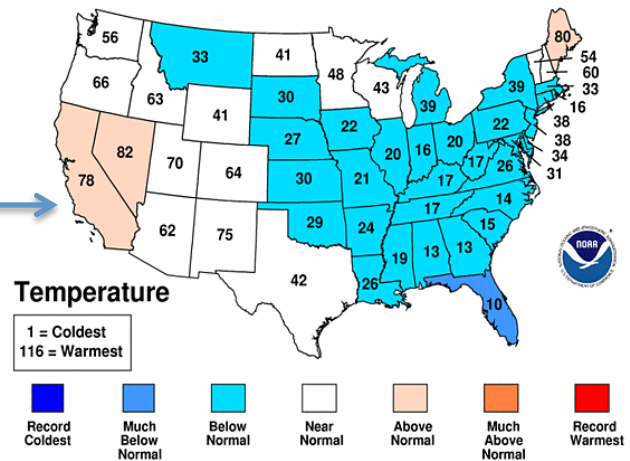 80
56
33
41
48
54
60
33
16
66
63
41
30
43
39
39
38
38
34
31
78
82
70
64
27
22
20
16
20
22
17
26
30
21
17
14
62
75
29
24
17
15
42
26
19
13
13
10
NOAA
Temperature
1 = Coldest
116 = Warmest
Record
Coldest
Much
Below
Normal
Below
Normal
Near
Normal
Above
Normal
Much
Above
Normal
Record
Warmest